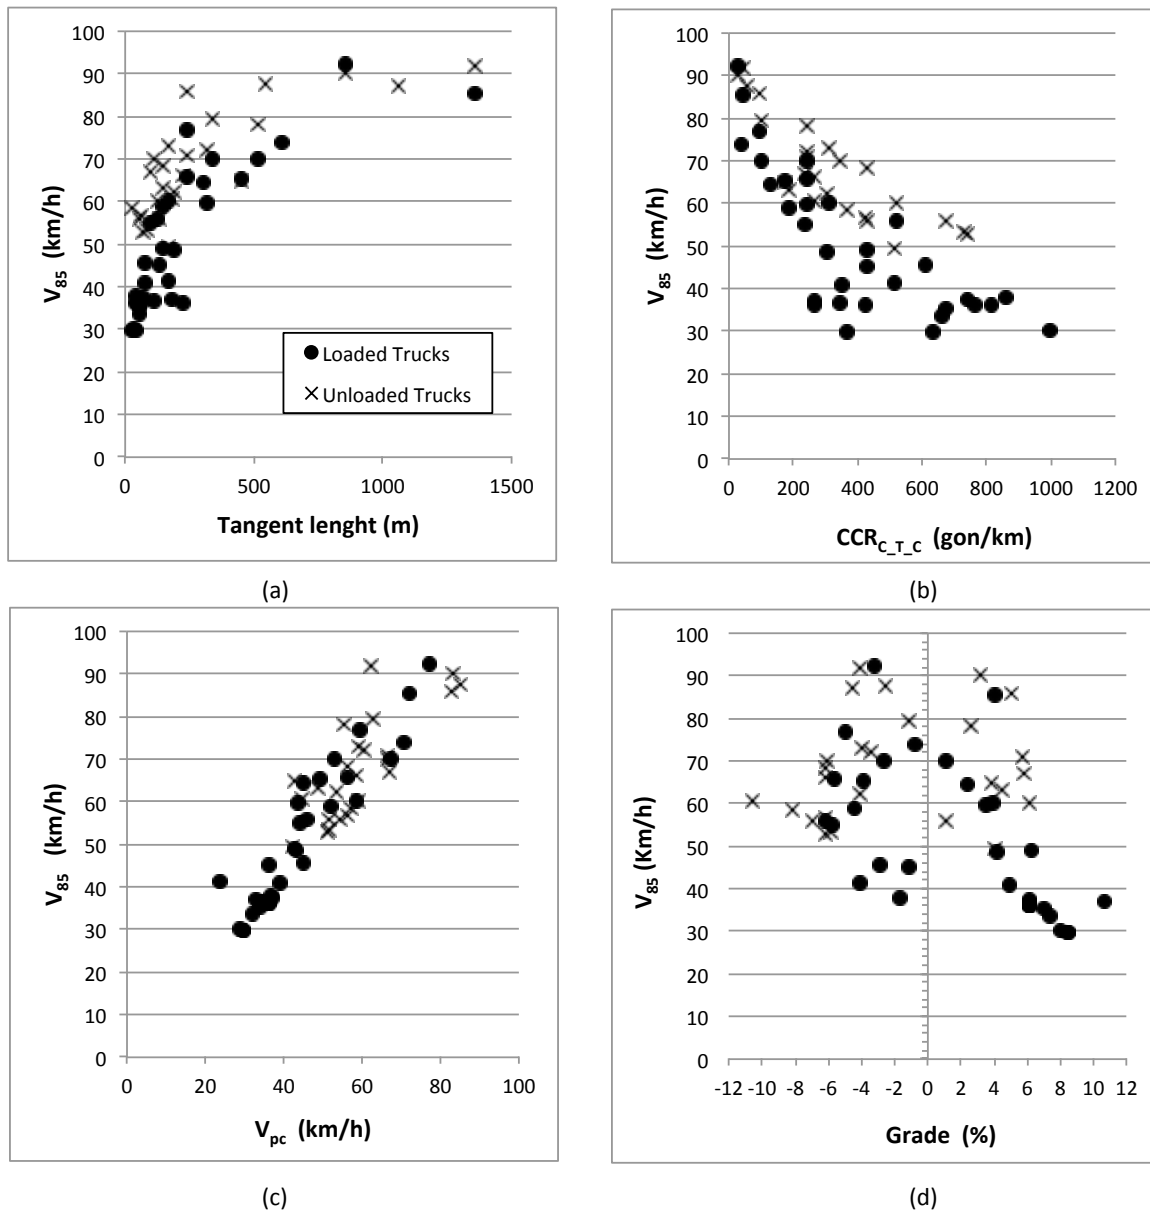 100
90
80
70
60
50
40
30
20
10
0
V85 (km/h)
0 500 1000 1500
Tangent lenght (m)
Loaded Trucks
Unloaded Trucks
(a)
100
90
80
70
60
50
40
30
20
10
0
V85 (km/h)
0 200 400 600 800 1000 1200
CCRC_T_C (gon/km)
(b)
100
90
80
70
60
50
40
30
20
10
0
V85 (km/h)
0 20 40 60 80 100
Vpc (km/h)
(c)
100
90
80
70
60
50
40
30
20
10
0
V85 (Km/h)
-12 -10 -8 -6 -4 -2 0 2 4 6 8 10 12
Grade (%)
(d)